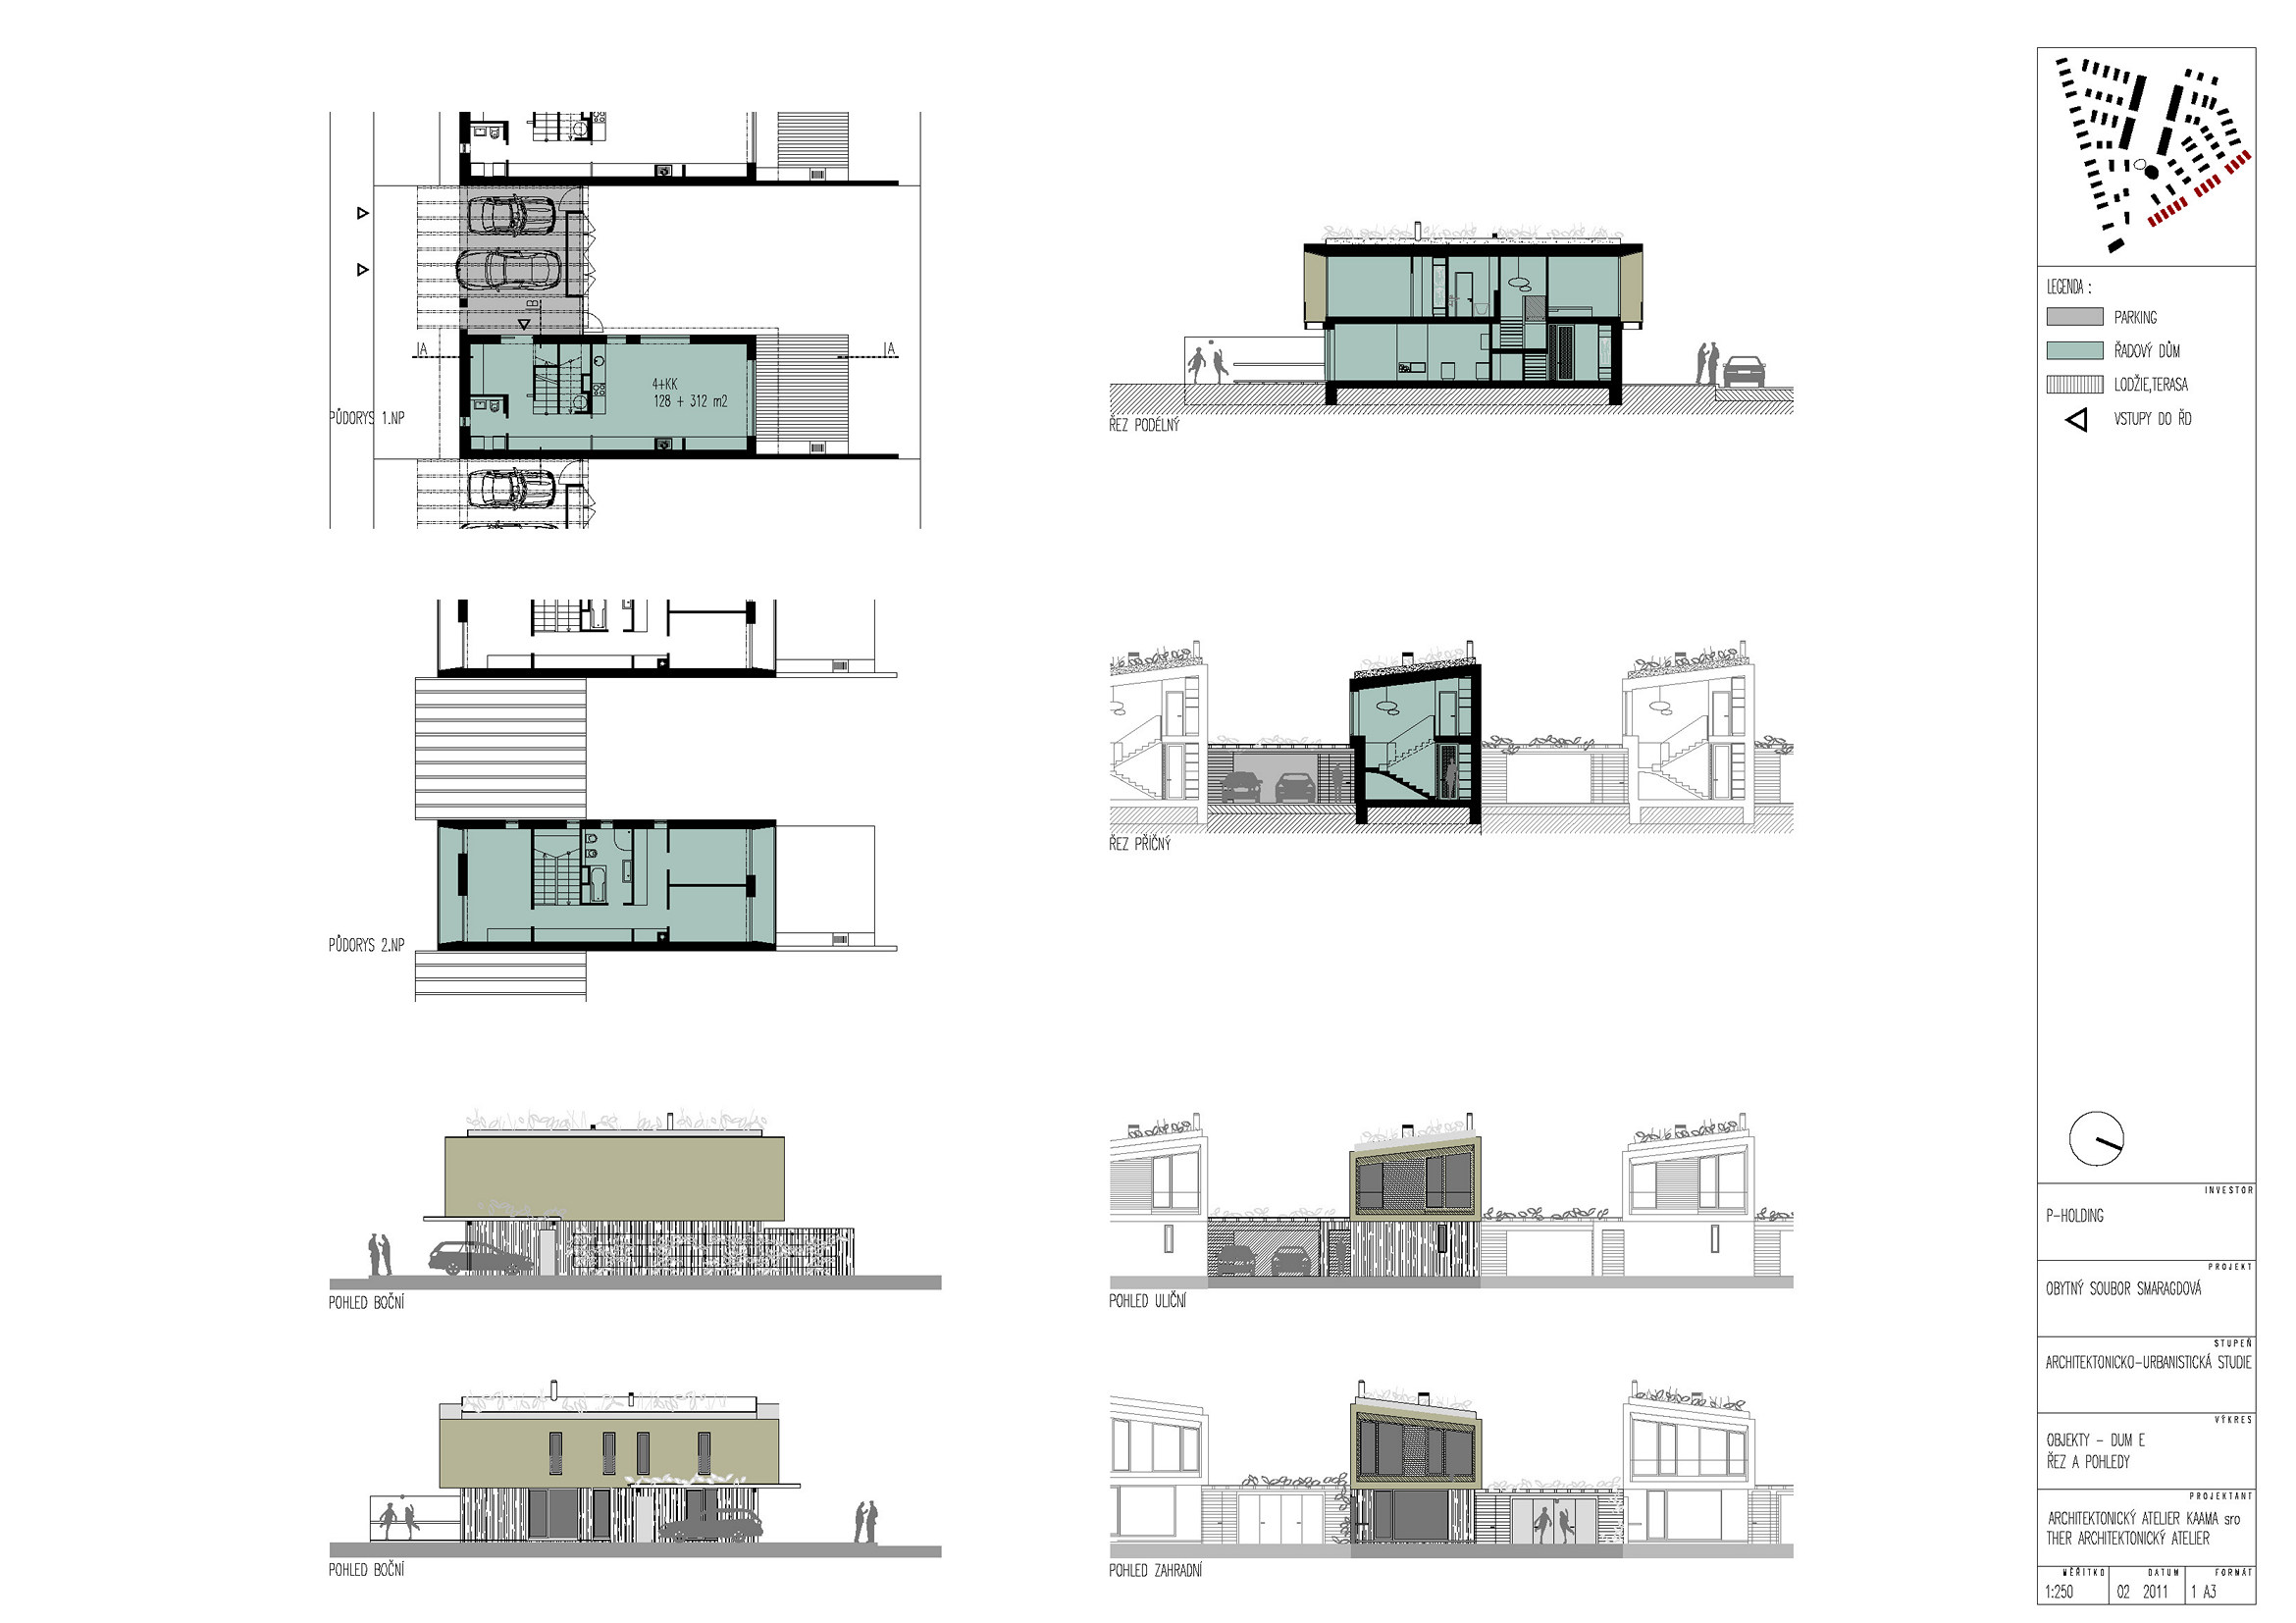 A
A
B
4+KK
128 + 312 m2
PŮDORYS 1.NP
PŮDORYS 2.NP
POHLED BOČNÍ
POHLED BOČNÍ
ŘEZ PODÉLNÝ
ŘEZ PŘÍČNÝ
POHLED ULIČNÍ
POHLED ZAHRADNÍ
LEGENDA :
PARKING
ŘADOVÝ DŮM
LODŽIE,TERASA
VSTUPY DO ŘD
INVESTOR
P-HOLDING
PROJEKT
OBYTNÝ SOUBOR SMARAGDOVÁ
STUPEŇ
ARCHITEKTONICKO-URBANISTICKÁ STUDIE
VÝKRES
OBJEKTY - DUM E
ŘEZ A POHLEDY
PROJEKTANT
ARCHITEKTONICKÝ ATELIER KAAMA sro
THER ARCHITEKTONICKÝ ATELIER
MĚŘÍTKO DATUM FORMÁT
1:250 02 2011 1 A3